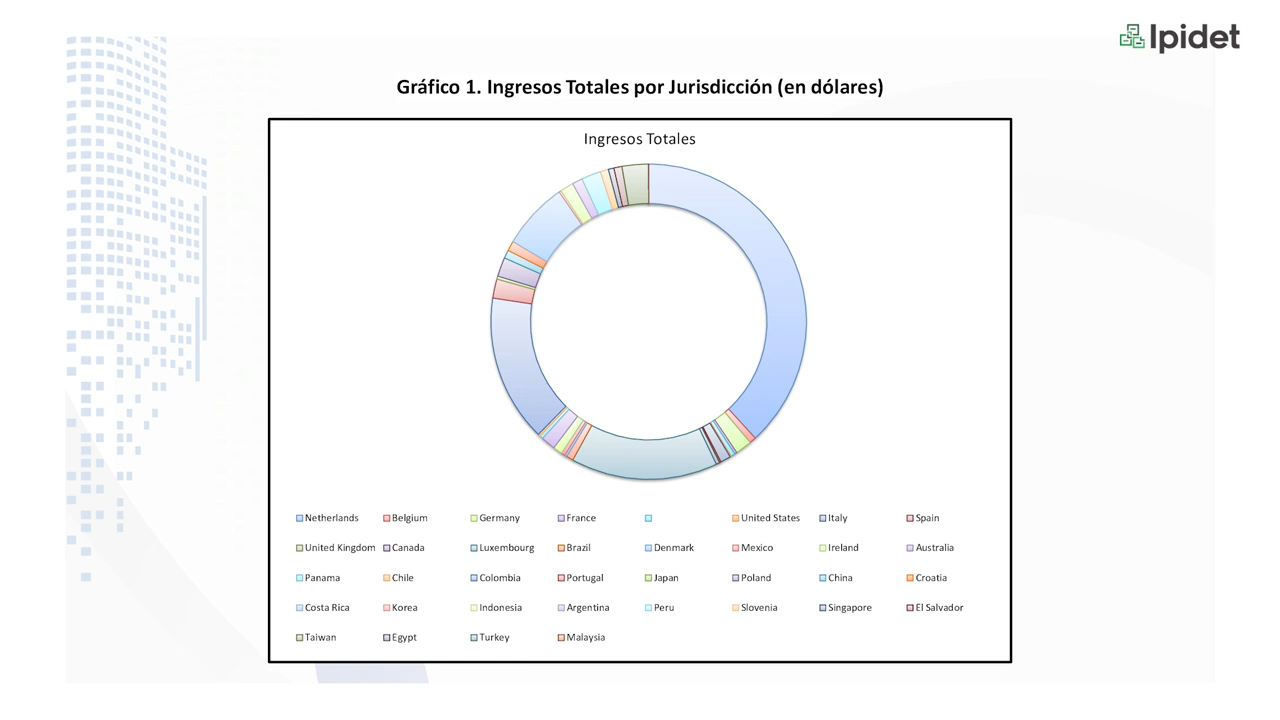 Ipidet
Gráfico 1. Ingresos Totales por Jurisdicción (en dólares)
Ingresos Totales
Netherlands Belgium Germany France United States Italy Spain
United Kingdom Canada Luxembourg Brazil Denmark Mexico Ireland Australia
Panama Chile Colombia Portugal Japan Poland China Croatia
Costa Rica Korea Indonesia Argentina Peru Slovenia Singapore El Salvador
Taiwan Egypt Turkey Malaysia